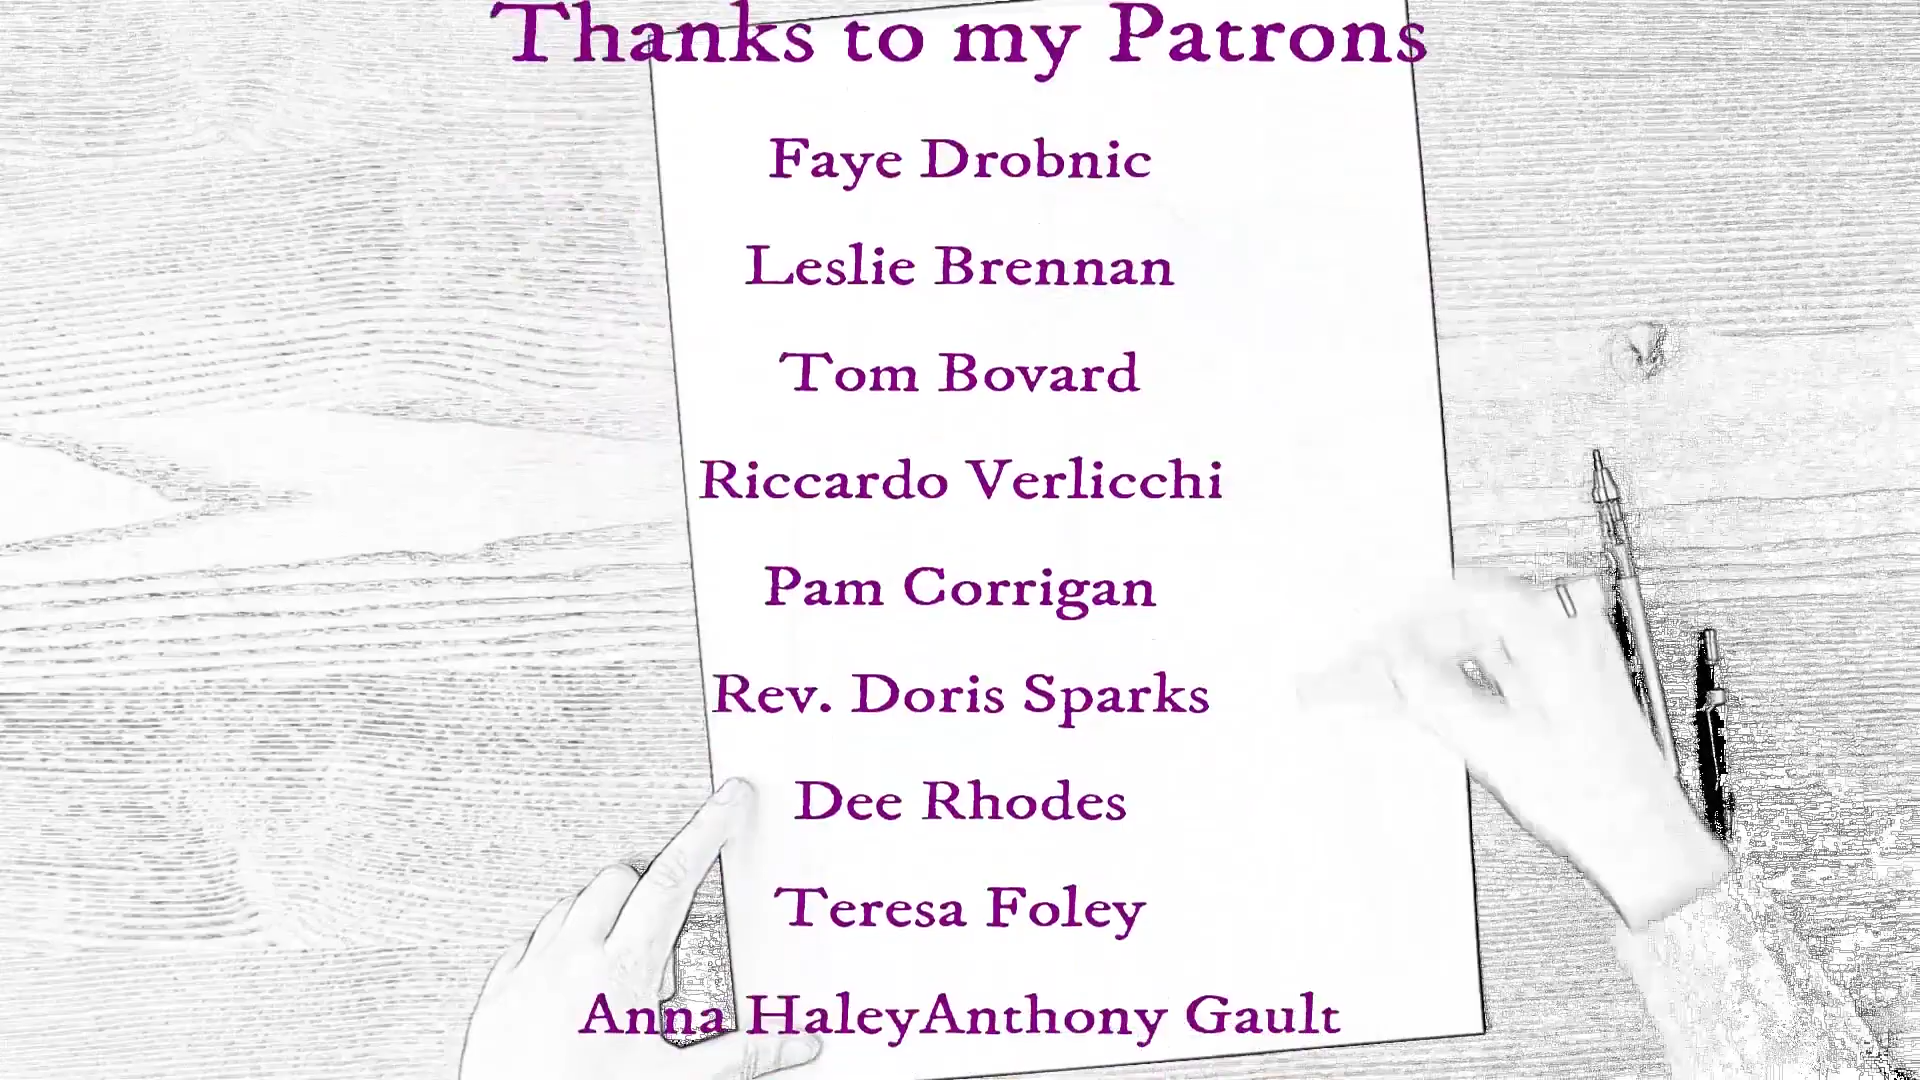 Thanks to my Patrons
Faye Drobnic
Leslie Brennan
Tom Bovard
Riccardo Verlicchi
Pam Corrigan
Rev. Doris Sparks
Dee Rhodes
Teresa Foley
Anna HaleyAnthony Gault